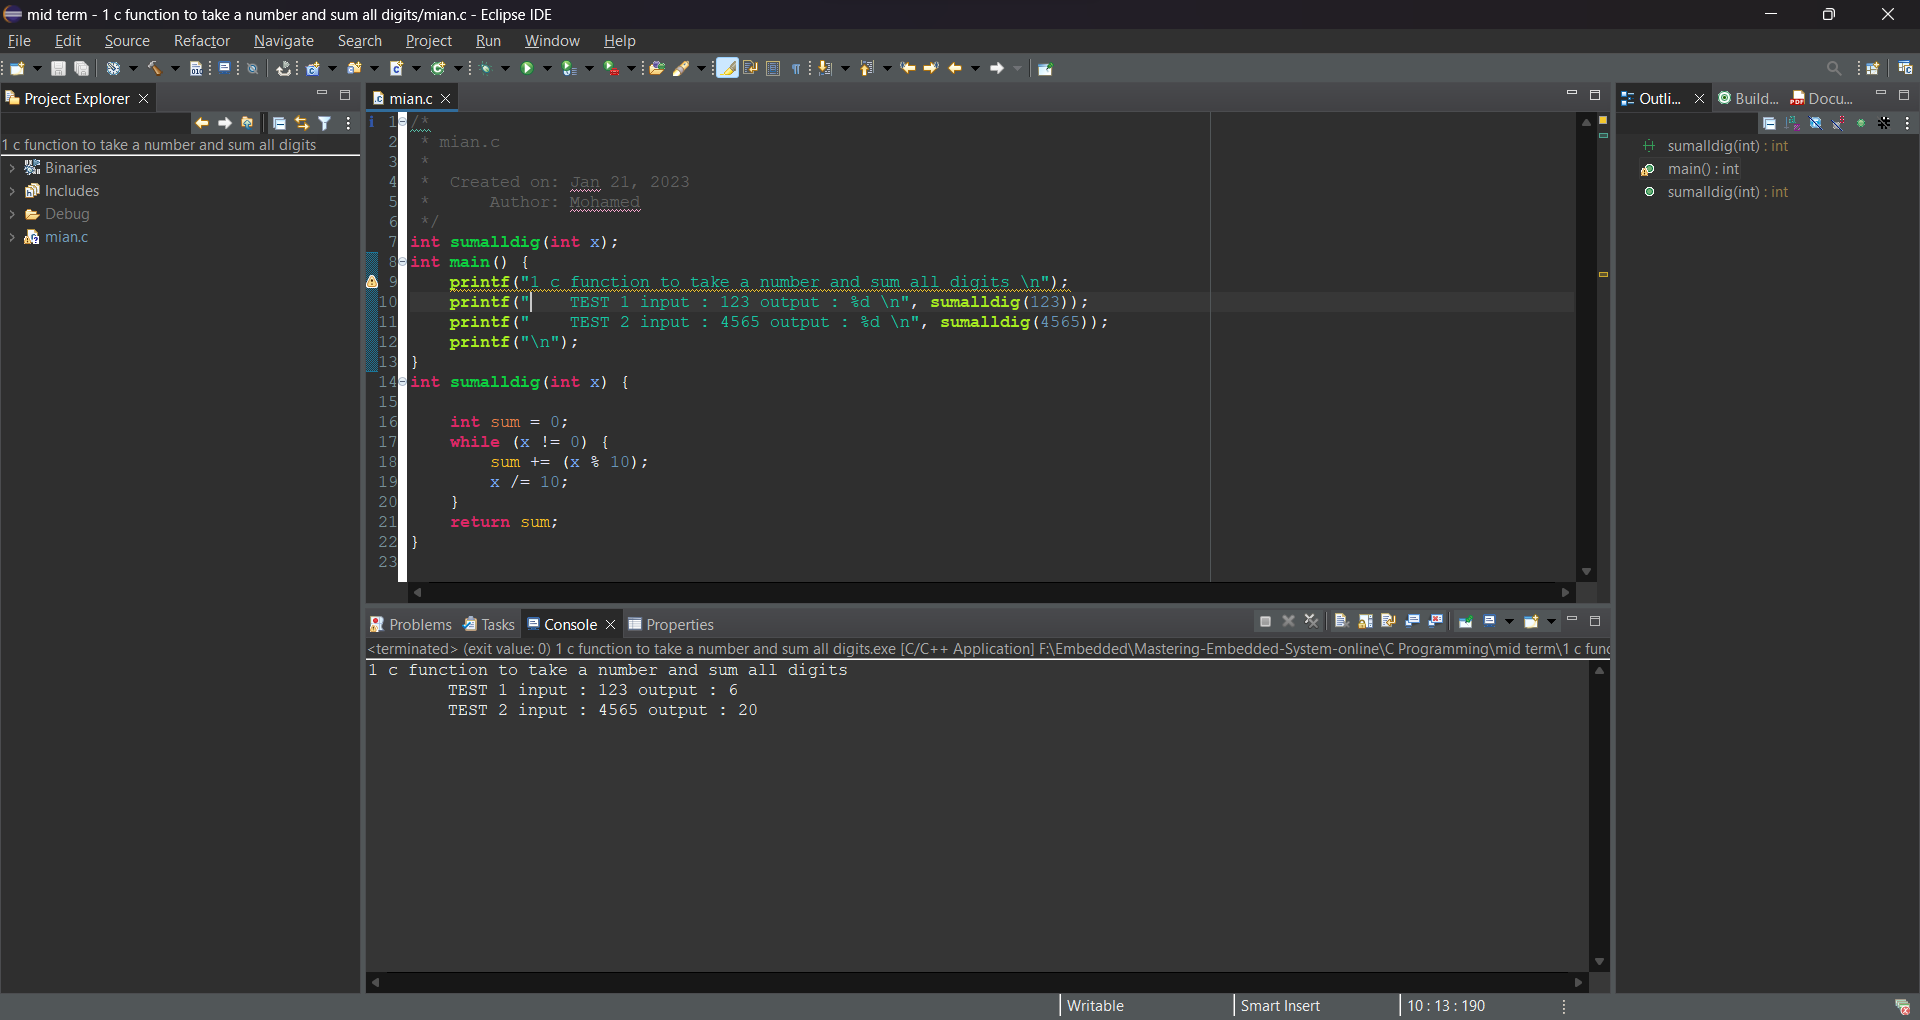 mid term - 1 c function to take a number and sum all digits/mian.c - Eclipse IDE
File Edit Source Refactor Navigate Search Project Run Window Help
Project Explorer
1 c function to take a number and sum all digits
Binaries
Includes
Debug
mian.c
mian.c
1 /*
2 * mian.c
3 *
4 * Created on: Jan 21, 2023
5 * Author: Mohamed
6 */
7 int sumalldig(int x);
8 int main() {
9 printf("1 c function to take a number and sum all digits \n");
10 printf(" TEST 1 input : 123 output : %d \n", sumalldig(123));
11 printf(" TEST 2 input : 4565 output : %d \n", sumalldig(4565));
12 printf("\n");
13 }
14 int sumalldig(int x) {
15
16 int sum = 0;
17 while (x != 0) {
18 sum += (x % 10);
19 x /= 10;
20 }
21 return sum;
22 }
23
Outli... Build... Docu...
sumalldig(int) : int
main() : int
sumalldig(int) : int
Problems Tasks Console Properties
<terminated> (exit value: 0) 1 c function to take a number and sum all digits.exe [C/C++ Application] F:\Embedded\Mastering-Embedded-System-online\C Programming\mid term\1 c func
1 c function to take a number and sum all digits
TEST 1 input : 123 output : 6
TEST 2 input : 4565 output : 20
Writable Smart Insert 10 : 13 : 190